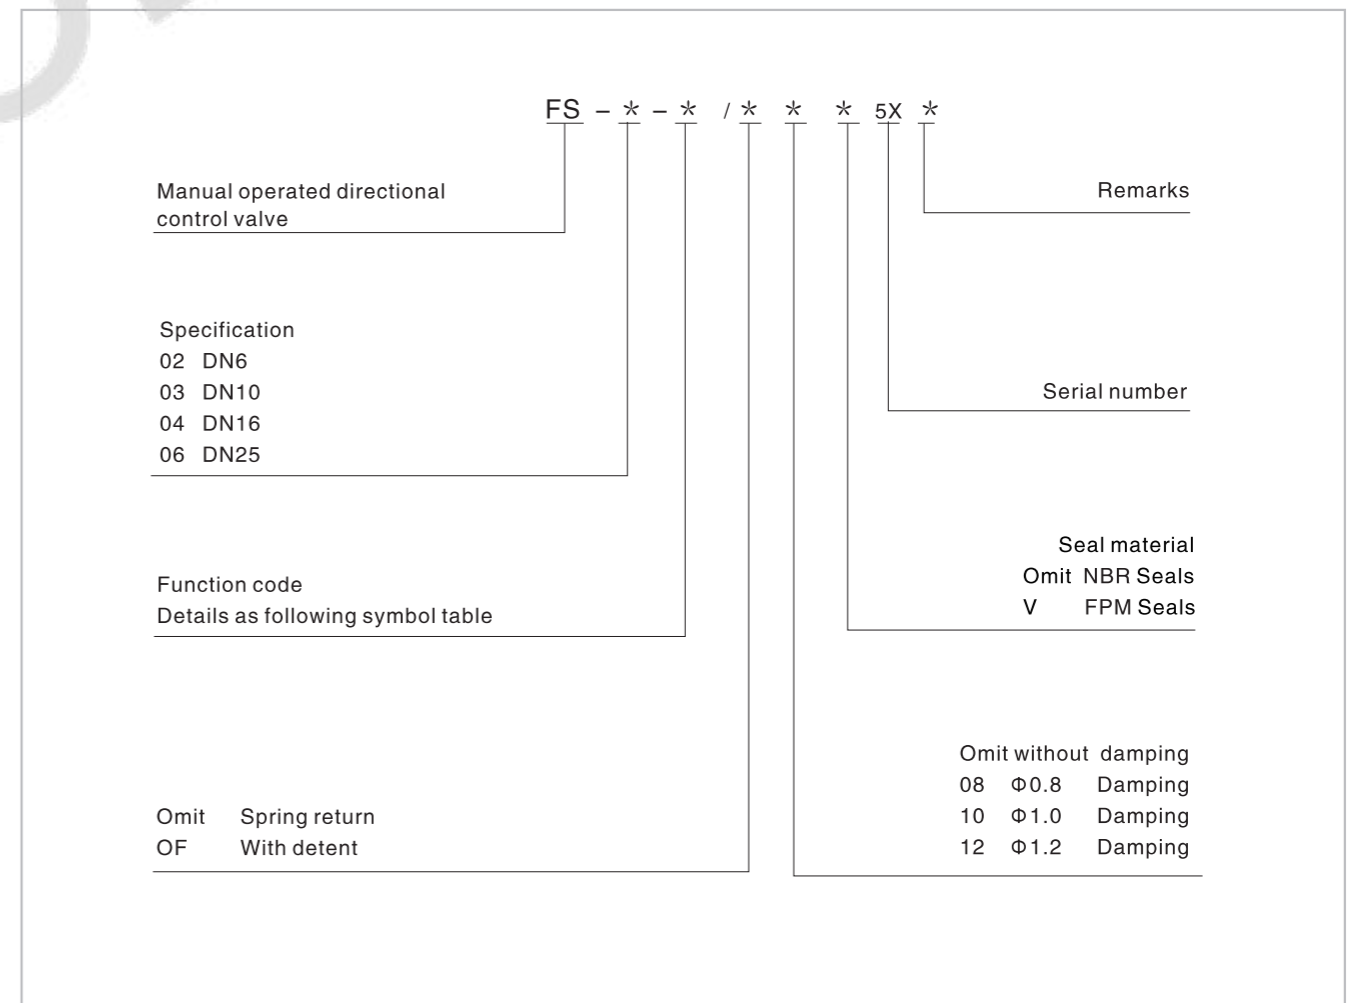 FS - * - * / * * * 5X *
Manual operated directional
control valve
Remarks
Specification
02 DN6
03 DN10
04 DN16
06 DN25
Serial number
Function code
Details as following symbol table
Seal material
Omit NBR Seals
V FPM Seals
Omit Spring return
OF With detent
Omit without damping
08 Φ0.8 Damping
10 Φ1.0 Damping
12 Φ1.2 Damping